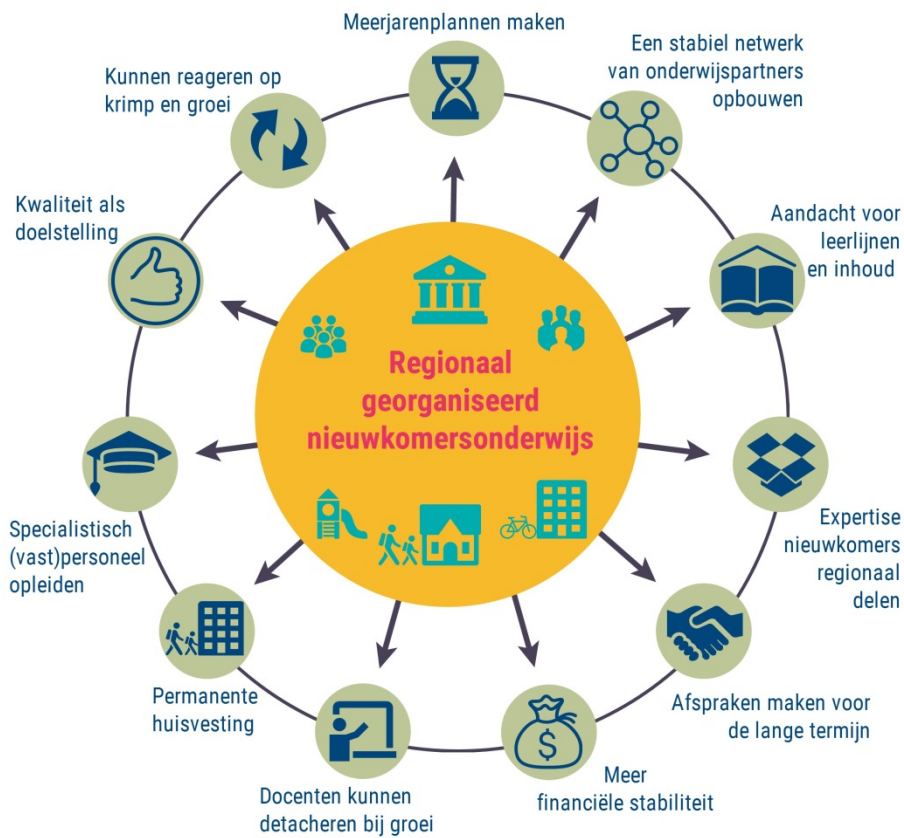 Meerjarenplannen maken
Een stabiel netwerk
van onderwijspartners
opbouwen
Aandacht voor
leerlijnen
en inhoud
Expertise
nieuwkomers
regionaal
delen
Afspraken maken voor
de lange termijn
Meer
financiële stabiliteit
Docenten kunnen
detacheren bij groei
Permanente
huisvesting
Specialistisch
(vast)personeel
opleiden
Kwaliteit als
doelstelling
Kunnen reageren op
krimp en groei
Regionaal
georganiseerd
nieuwkomersonderwijs
$